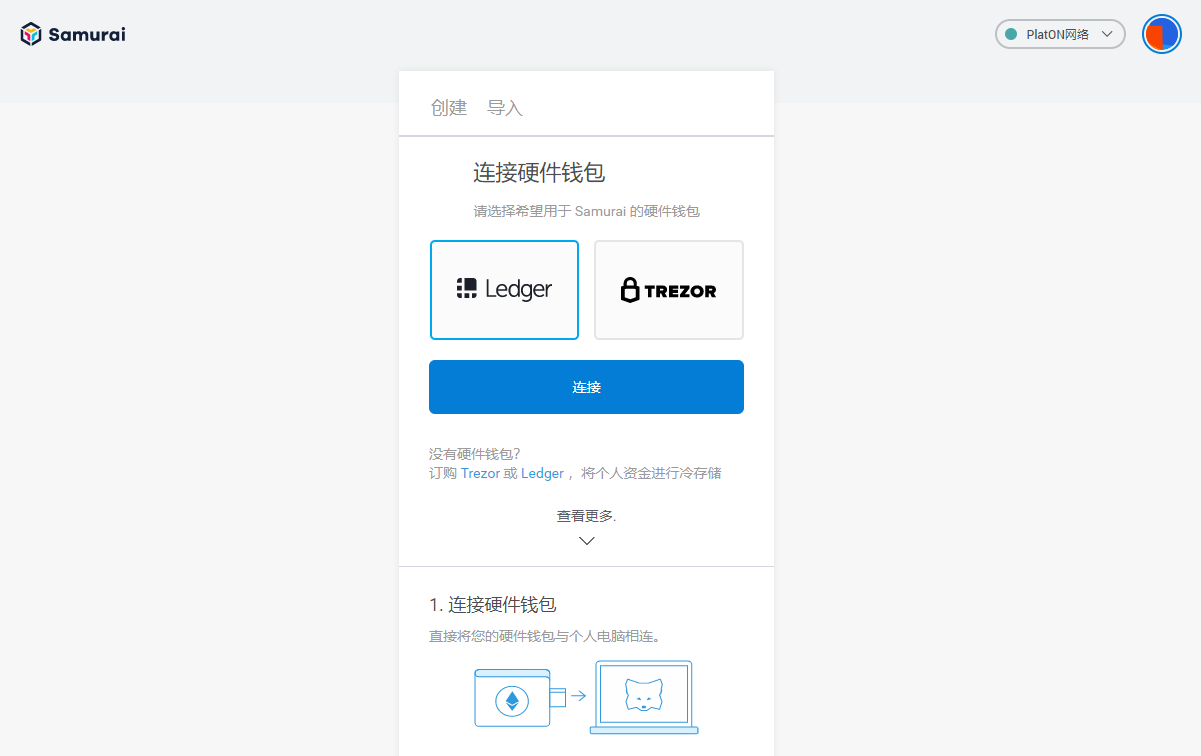 Samurai
PlatON网络
创建 导入
连接硬件钱包
请选择希望用于 Samurai 的硬件钱包
Ledger
TREZOR
连接
没有硬件钱包?
订购 Trezor 或 Ledger ，将个人资金进行冷存储
查看更多.
1. 连接硬件钱包
直接将您的硬件钱包与个人电脑相连。